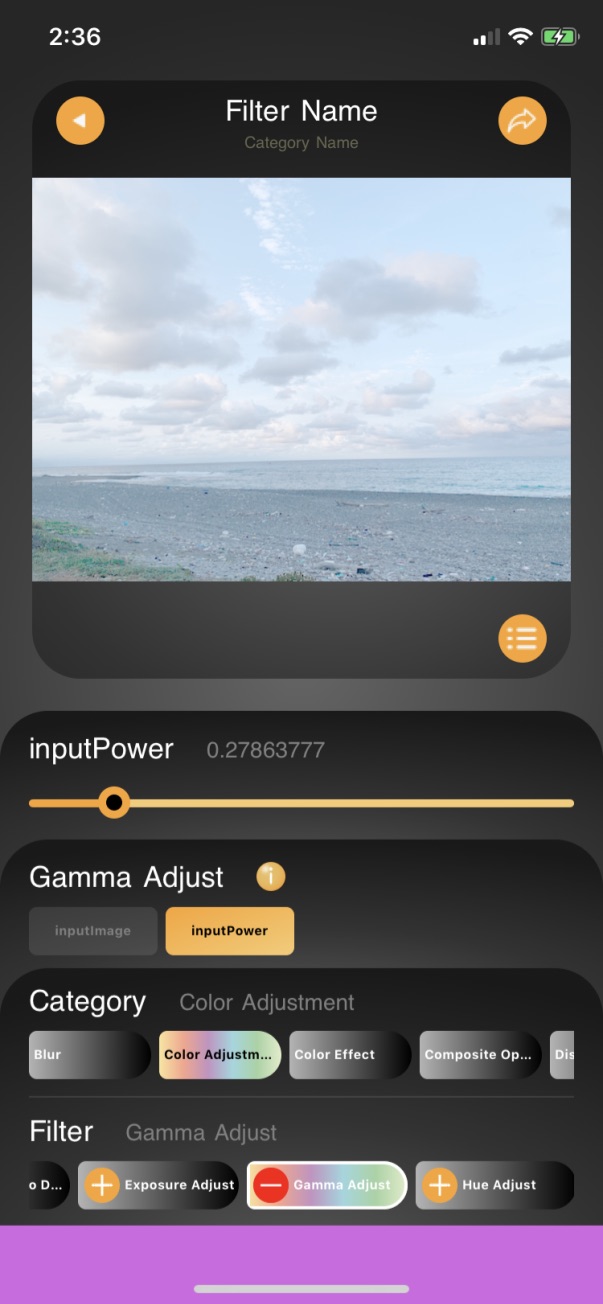 2:36
Filter Name
Category Name
inputPower 0.27863777
Gamma Adjust i
inputImage inputPower
Category Color Adjustment
Blur Color Adjustm... Color Effect Composite Op... Dis
Filter Gamma Adjust
o D... Exposure Adjust Gamma Adjust Hue Adjust